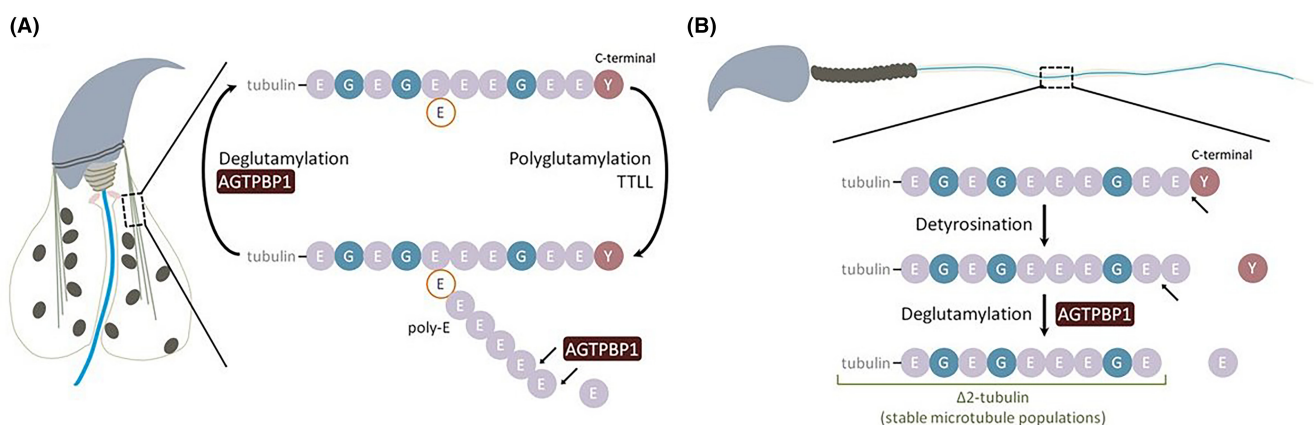 (A)
C-terminal
tubulin E G E G E E E G E E Y
E
Deglutamylation
AGTPBP1
Polyglutamylation
TTLL
tubulin E G E G E E E G E E Y
E
E
poly-E
E
E
AGTPBP1
E
E
E
(B)
C-terminal
tubulin E G E G E E E G E E Y
Detyrosination
tubulin E G E G E E E G E E Y
Deglutamylation AGTPBP1
tubulin E G E G E E E G E E
Δ2-tubulin
(stable microtubule populations)